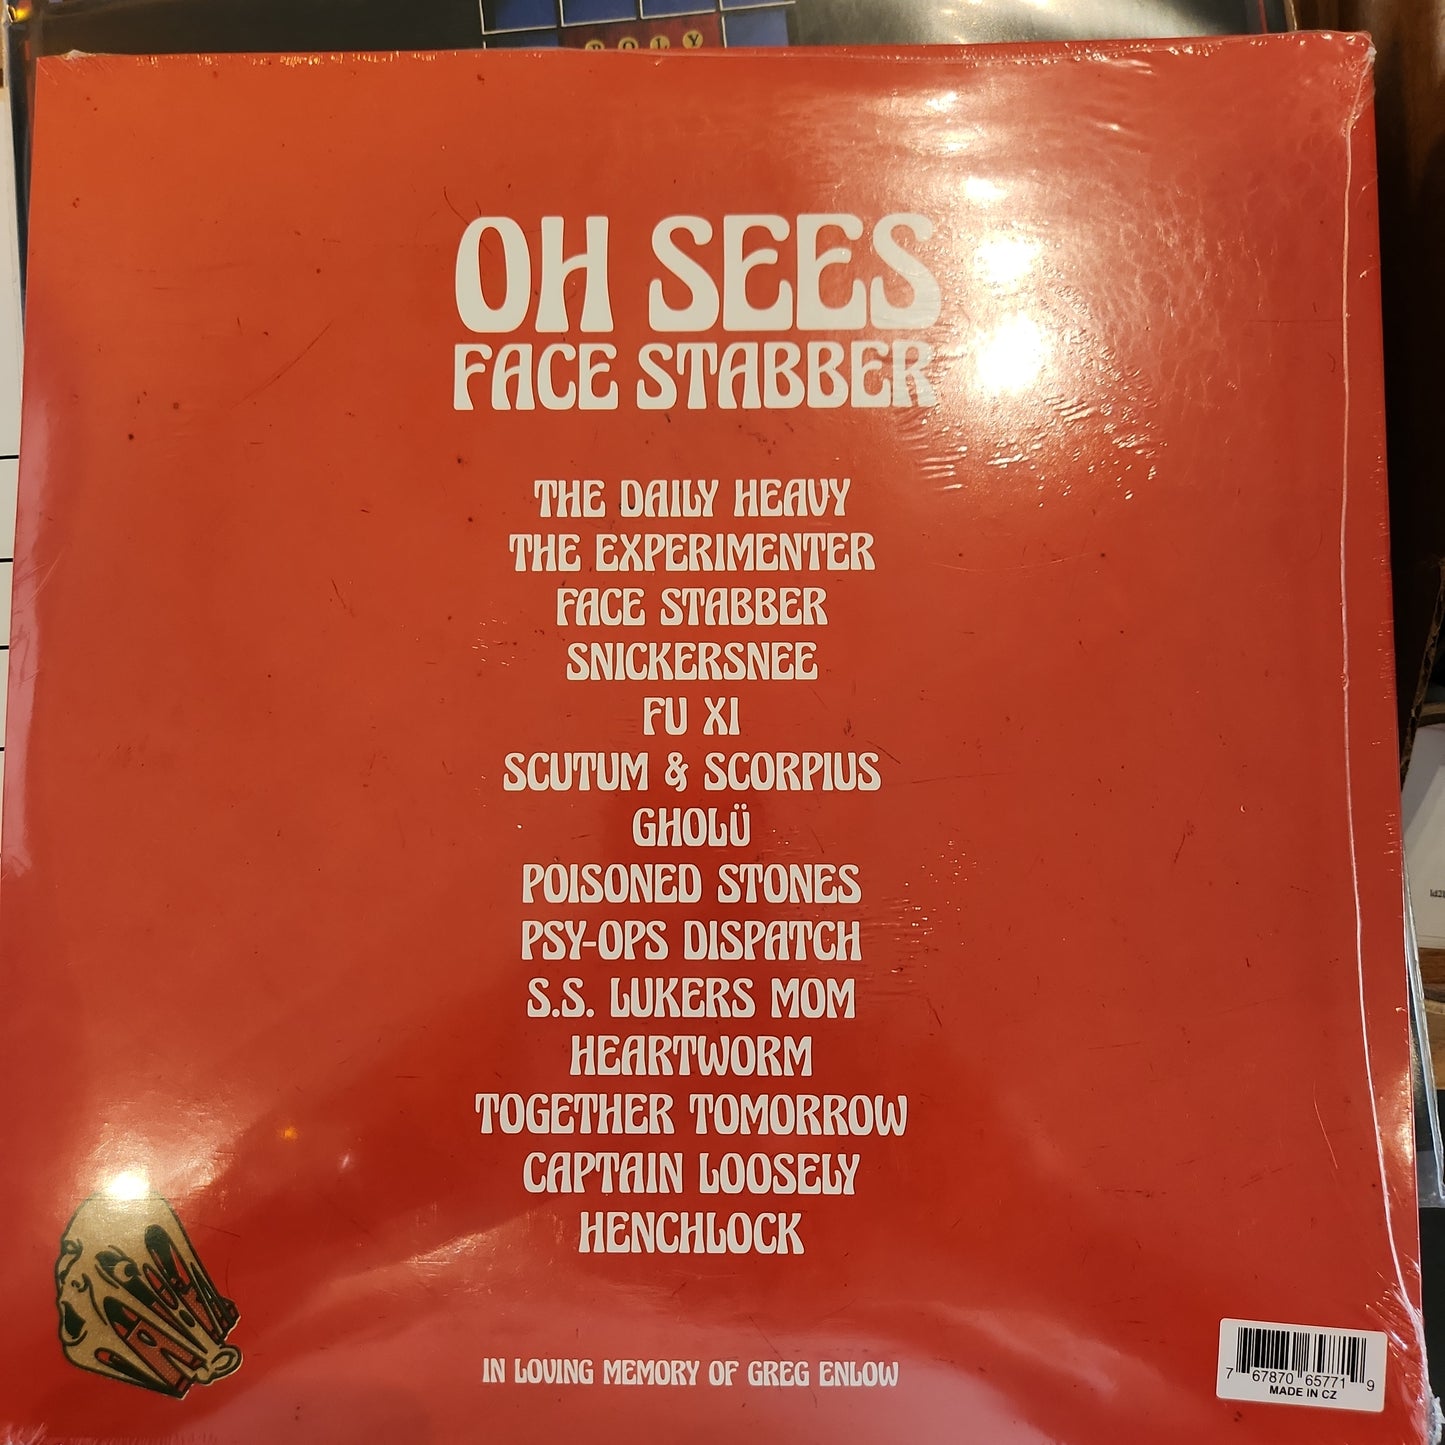 POLY
OH SEES
FACE STABBER
THE DAILY HEAVY
THE EXPERIMENTER
FACE STABBER
SNICKERSNEE
FU XI
SCUTUM & SCORPIUS
GHOLÜ
POISONED STONES
PSY-OPS DISPATCH
S.S. LUKERS MOM
HEARTWORM
TOGETHER TOMORROW
CAPTAIN LOOSELY
HENCHLOCK
IN LOVING MEMORY OF GREG ENLOW
7 67870 65771 9
MADE IN CZ